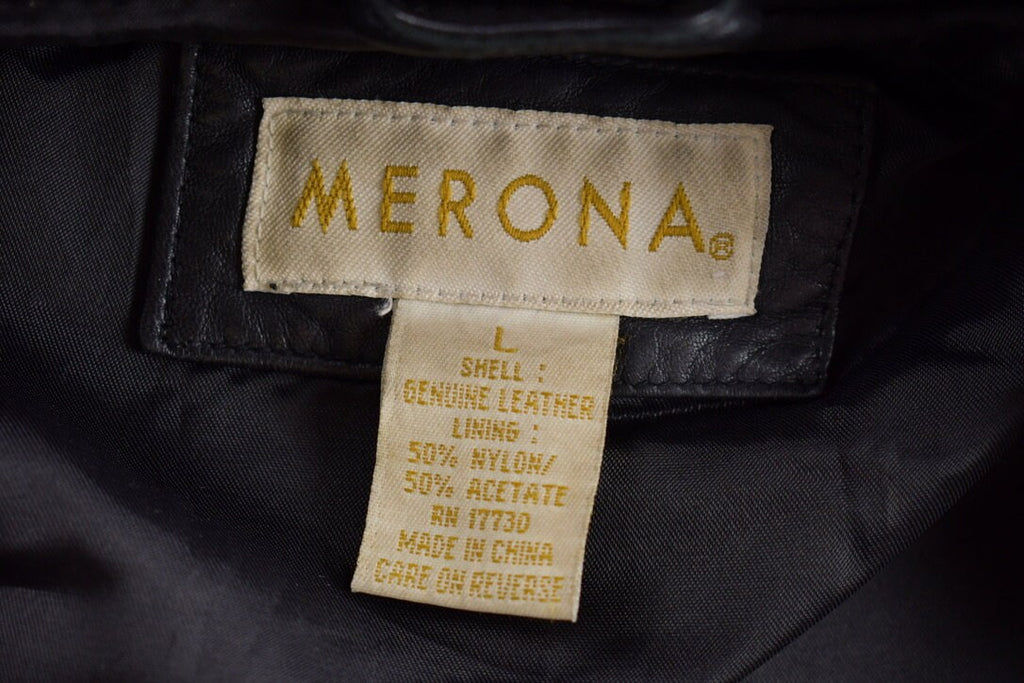 MERONA®
L
SHELL :
GENUINE LEATHER
LINING :
50% NYLON/
50% ACETATE
RN 17730
MADE IN CHINA
CARE ON REVERSE